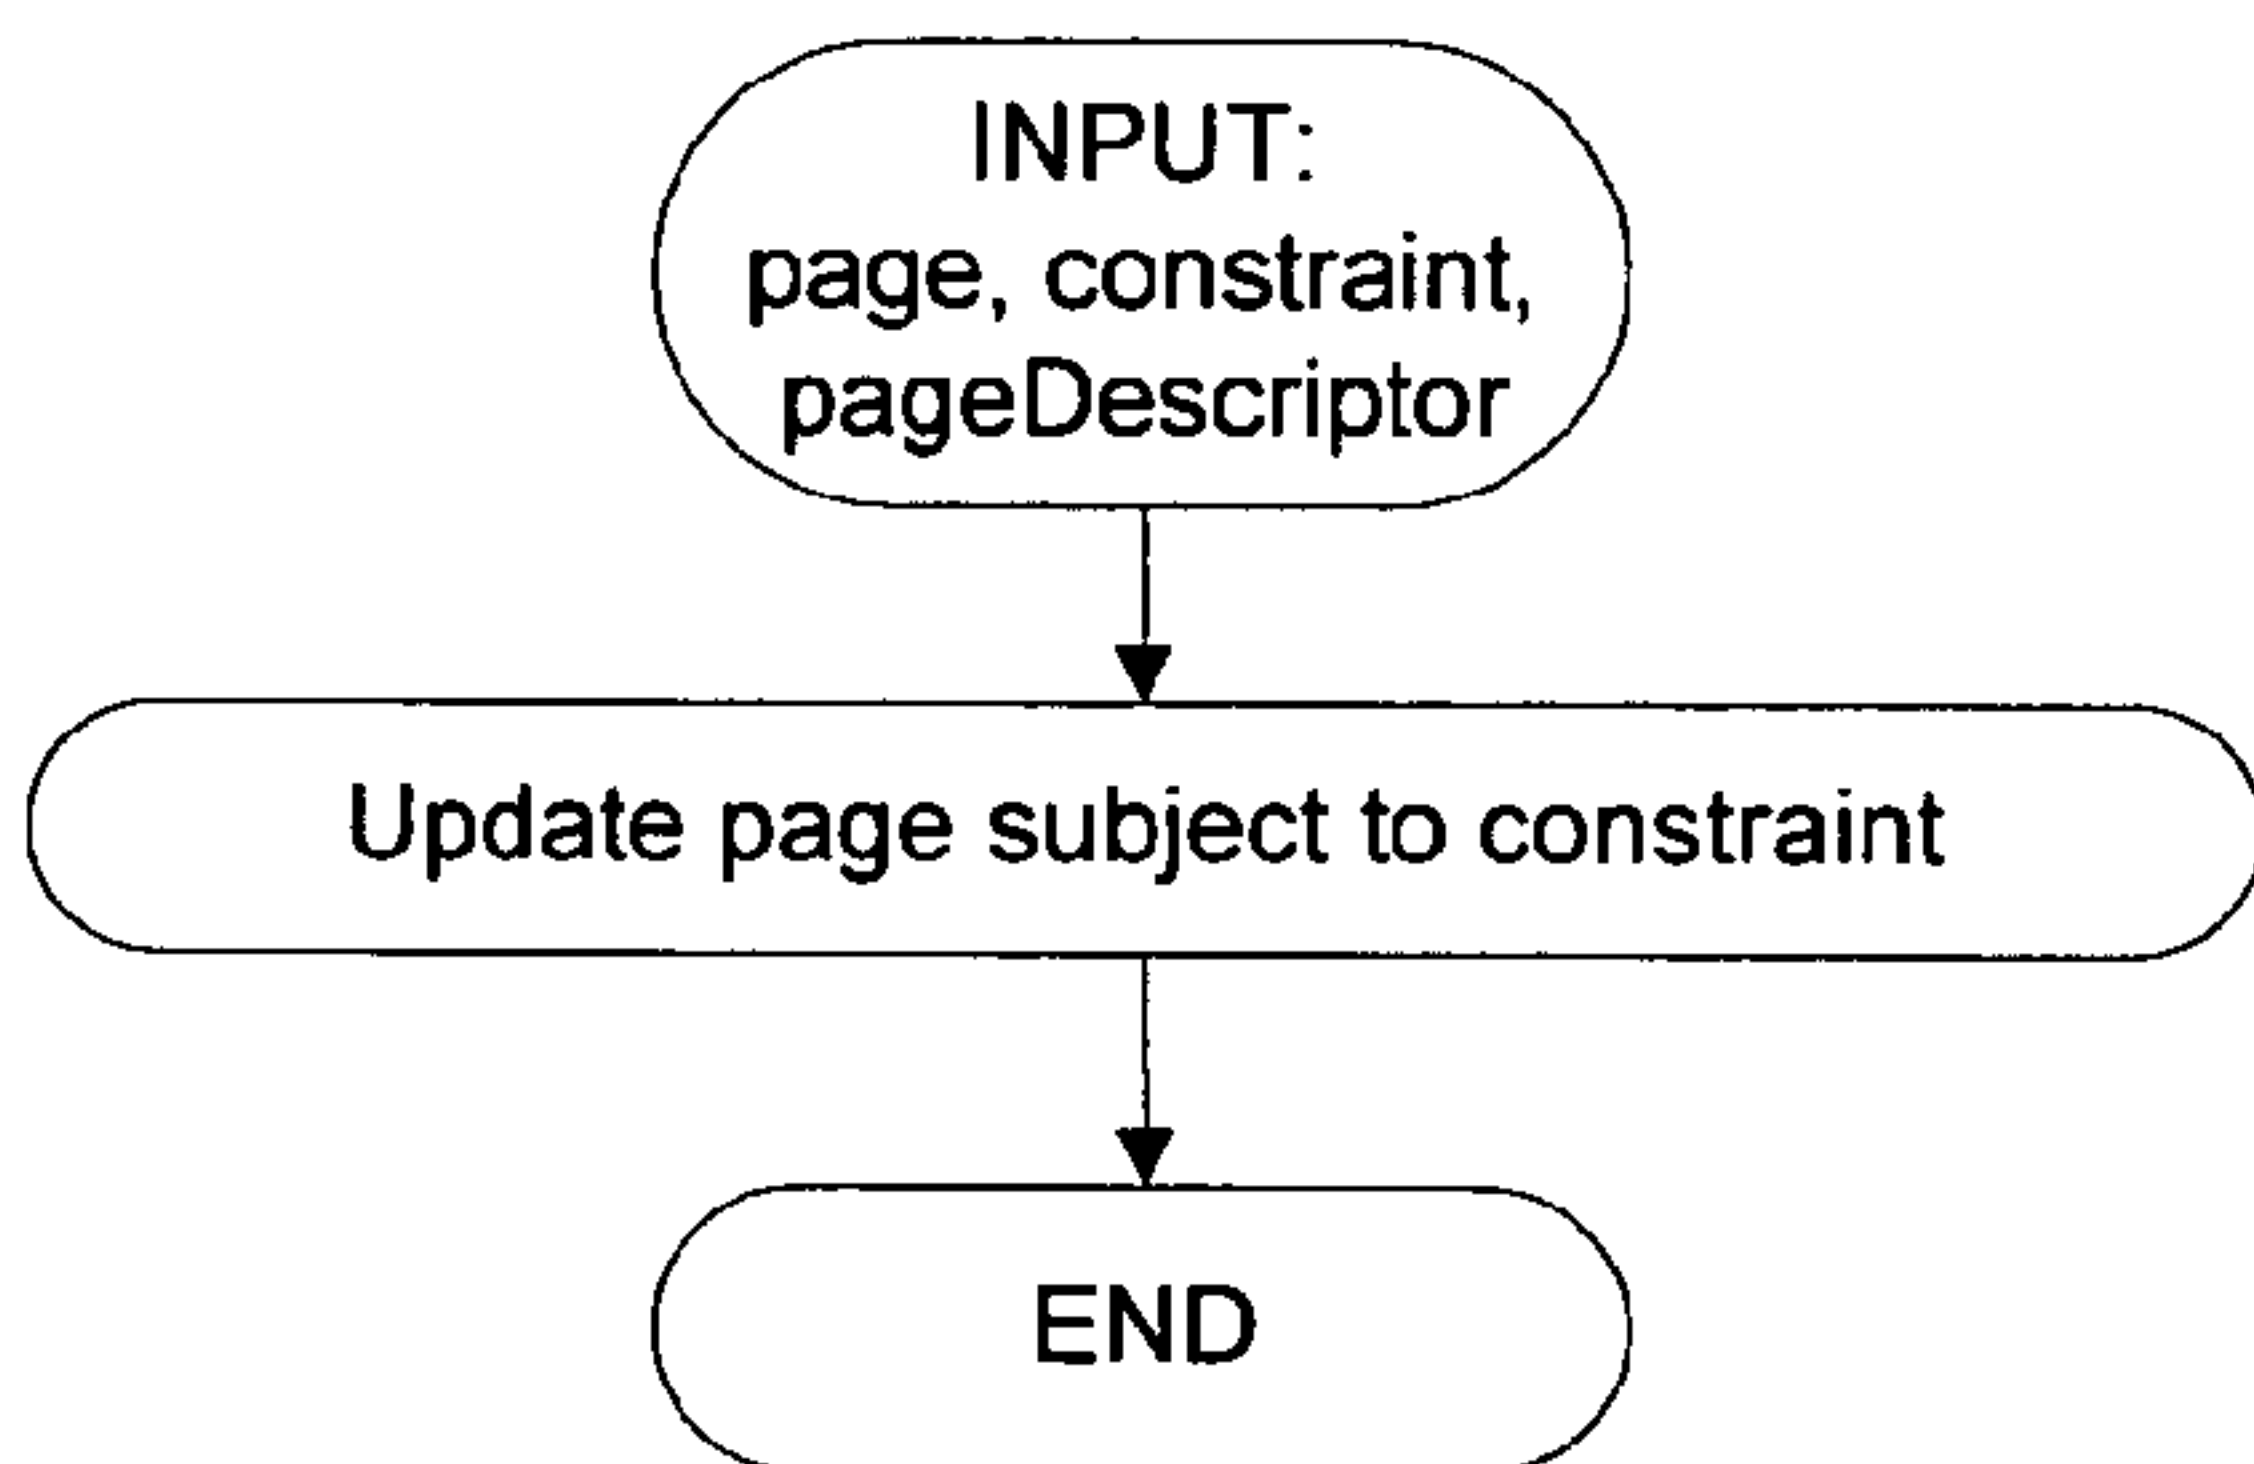 INPUT:
page, constraint,
pageDescriptor
Update page subject to constraint
END